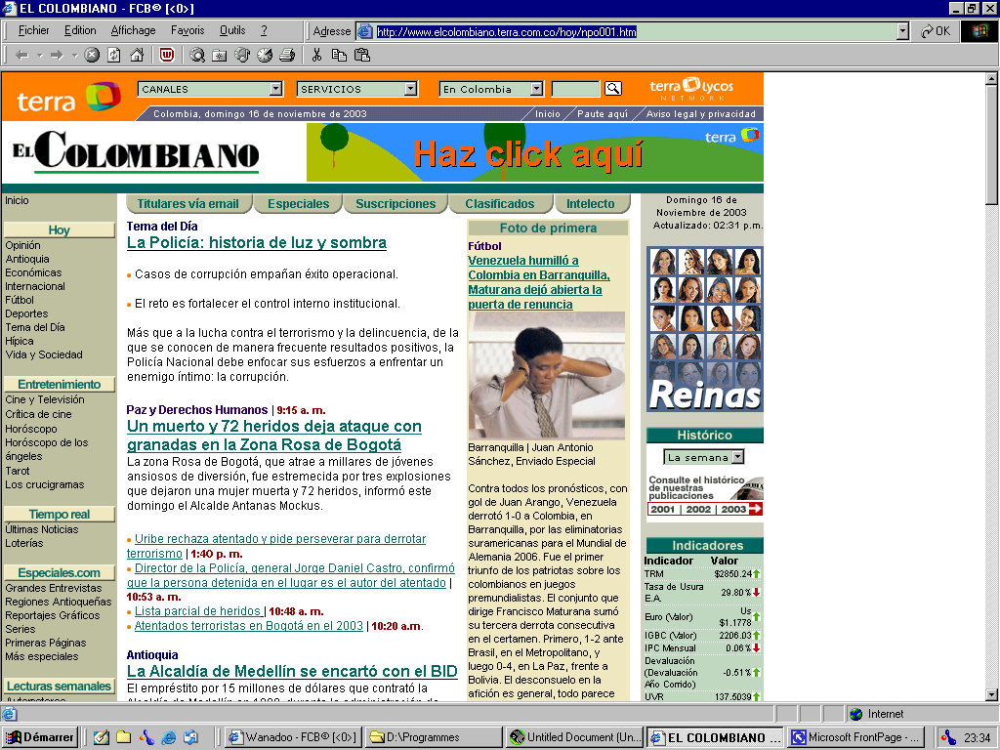 EL COLOMBIANO - FCB© [<0>]
Fichier Edition Affichage Favoris Outils ?
Adresse http://www.elcolombiano.terra.com.co/hoy/npo001.htm OK
terra
CANALES SERVICIOS En Colombia
terra Lycos
NETWORK
Colombia, domingo 16 de noviembre de 2003
Inicio Paute aquí Aviso legal y privacidad
EL COLOMBIANO
Haz click aquí
terra
Titulares vía email Especiales Suscripciones Clasificados Intelecto
Inicio
Hoy
Opinión
Antioquia
Económicas
Internacional
Fútbol
Deportes
Tema del Día
Hípica
Vida y Sociedad
Entretenimiento
Cine y Televisión
Crítica de cine
Horóscopo
Horóscopo de los
ángeles
Tarot
Los crucigramas
Tiempo real
Últimas Noticias
Loterías
Especiales.com
Grandes Entrevistas
Regiones Antioqueñas
Reportajes Gráficos
Series
Primeras Páginas
Más especiales
Lecturas semanales
Automotores
Tema del Día
La Policía: historia de luz y sombra
• Casos de corrupción empañan éxito operacional.
• El reto es fortalecer el control interno institucional.
Más que a la lucha contra el terrorismo y la delincuencia, de la
que se conocen de manera frecuente resultados positivos, la
Policía Nacional debe enfocar sus esfuerzos a enfrentar un
enemigo íntimo: la corrupción.
Paz y Derechos Humanos | 9:15 a. m.
Un muerto y 72 heridos deja ataque con
granadas en la Zona Rosa de Bogotá
La zona Rosa de Bogotá, que atrae a millares de jóvenes
ansiosos de diversión, fue estremecida por tres explosiones
que dejaron una mujer muerta y 72 heridos, informó este
domingo el Alcalde Antanas Mockus.
• Uribe rechaza atentado y pide perseverar para derrotar
terrorismo | 1:40 p. m.
• Director de la Policía, general Jorge Daniel Castro, confirmó
que la persona detenida en el lugar es el autor del atentado |
10:53 a. m.
• Lista parcial de heridos | 10:48 a. m.
• Atentados terroristas en Bogotá en el 2003 | 10:20 a.m.
Antioquia
La Alcaldía de Medellín se encartó con el BID
El empréstito por 15 millones de dólares que contrató la
Foto de primera
Fútbol
Venezuela humilló a
Colombia en Barranquilla,
Maturana dejó abierta la
puerta de renuncia
Barranquilla | Juan Antonio
Sánchez, Enviado Especial
Contra todos los pronósticos, con
gol de Juan Arango, Venezuela
derrotó 1-0 a Colombia, en
Barranquilla, por las eliminatorias
suramericanas para el Mundial de
Alemania 2006. Fue el primer
triunfo de los patriotas sobre los
colombianos en juegos
premundialistas. El conjunto que
dirige Francisco Maturana sumó
su tercera derrota consecutiva
en el certamen. Primero, 1-2 ante
Brasil, en el Metropolitano, y
luego 0-4, en La Paz, frente a
Bolivia. El desconsuelo en la
afición es general, todo parece
Domingo 16 de
Noviembre de 2003
Actualizado: 02:31 p.m.
Reinas
Histórico
La semana
Consulte el histórico
de nuestras
publicaciones
2001 | 2002 | 2003
Indicadores
Indicador Valor
TRM $2850.24
Tasa de Usura
E.A. 29.80%
Euro (Valor) Us
$1.1778
IGBC (Valor) 2206.03
IPC Mensual 0.06%
Devaluación
(Devaluación
Año Corrido) -0.51%
UVR 137.5039
Internet
Démarrer Wanadoo - FCB© [<0>] D:\Programmes Untitled Document (Un... EL COLOMBIANO ... Microsoft FrontPage - ... 23:34